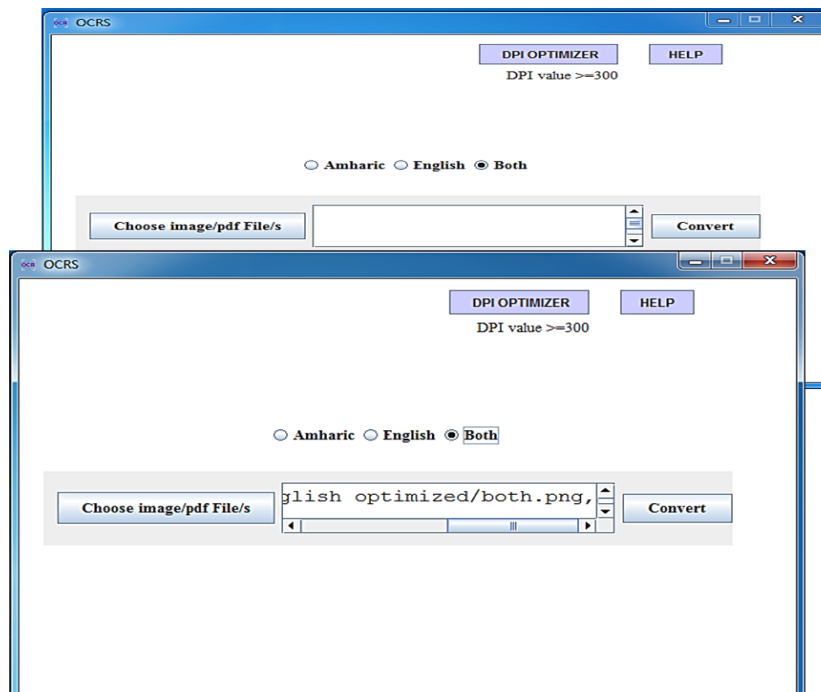 OCRS
DPI OPTIMIZER HELP
DPI value >=300
Amharic English Both
Choose image/pdf File/s Convert
OCR OCRS
DPI OPTIMIZER HELP
DPI value >=300
Amharic English Both
glish optimized/both.png,
Choose image/pdf File/s Convert